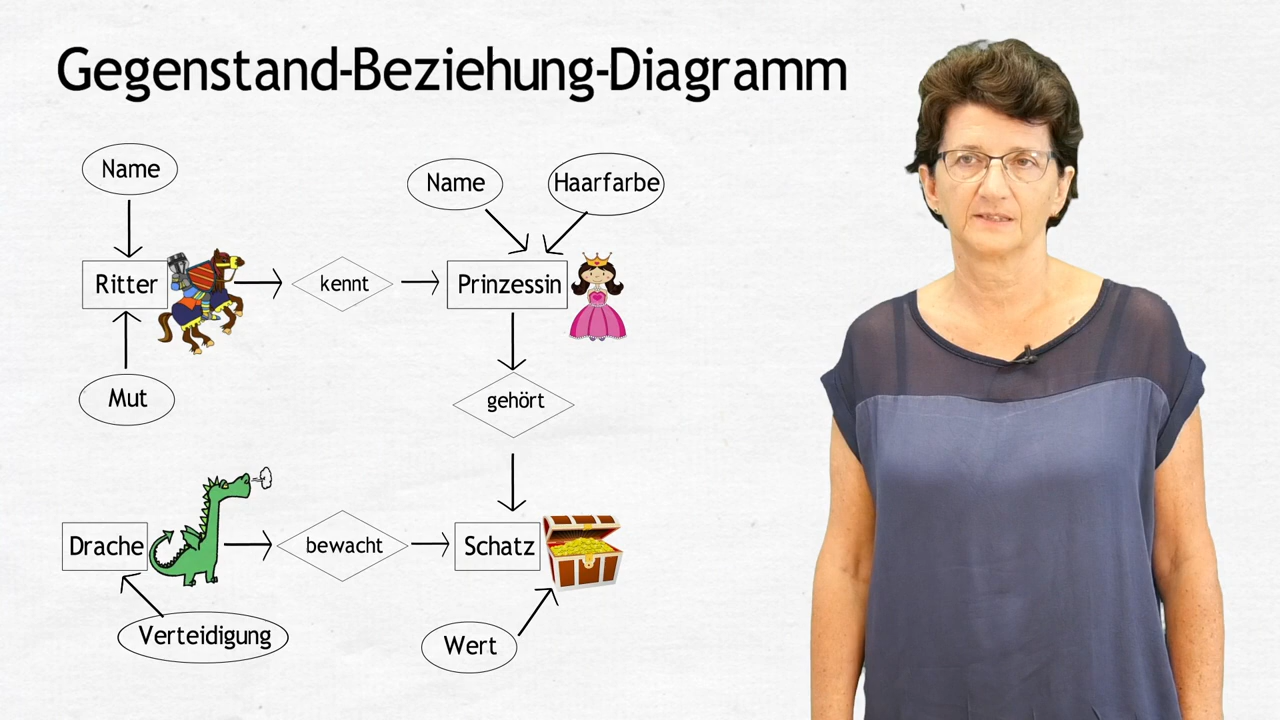 Gegenstand-Beziehung-Diagramm
Name
Name
Haarfarbe
Ritter
kennt
Prinzessin
Mut
gehört
Drache
bewacht
Schatz
Verteidigung
Wert